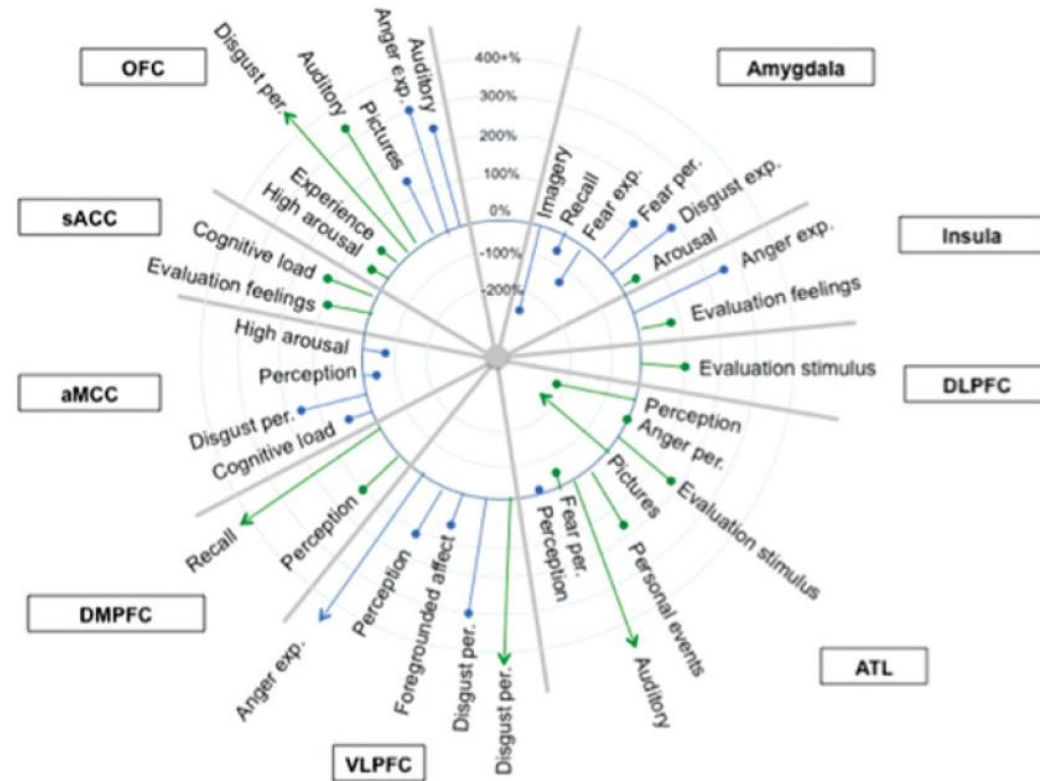 OFC
Disgust per.
Auditory
Pictures
Anger exp.
Auditory
400+%
300%
200%
100%
0%
-100%
-200%
Amygdala
Imagery
Recall
Fear exp.
Fear per.
Disgust exp.
Arousal
Insula
Anger exp.
Evaluation feelings
DLPFC
Evaluation stimulus
ATL
Perception
Anger per.
Evaluation stimulus
Pictures
Personal events
Auditory
Fear per.
Perception
VLPFC
Disgust per.
Disgust per.
Foregrounded affect
Perception
Anger exp.
DMPFC
Perception
Recall
aMCC
Cognitive load
Disgust per.
Perception
High arousal
sACC
Evaluation feelings
Cognitive load
High arousal
Experience